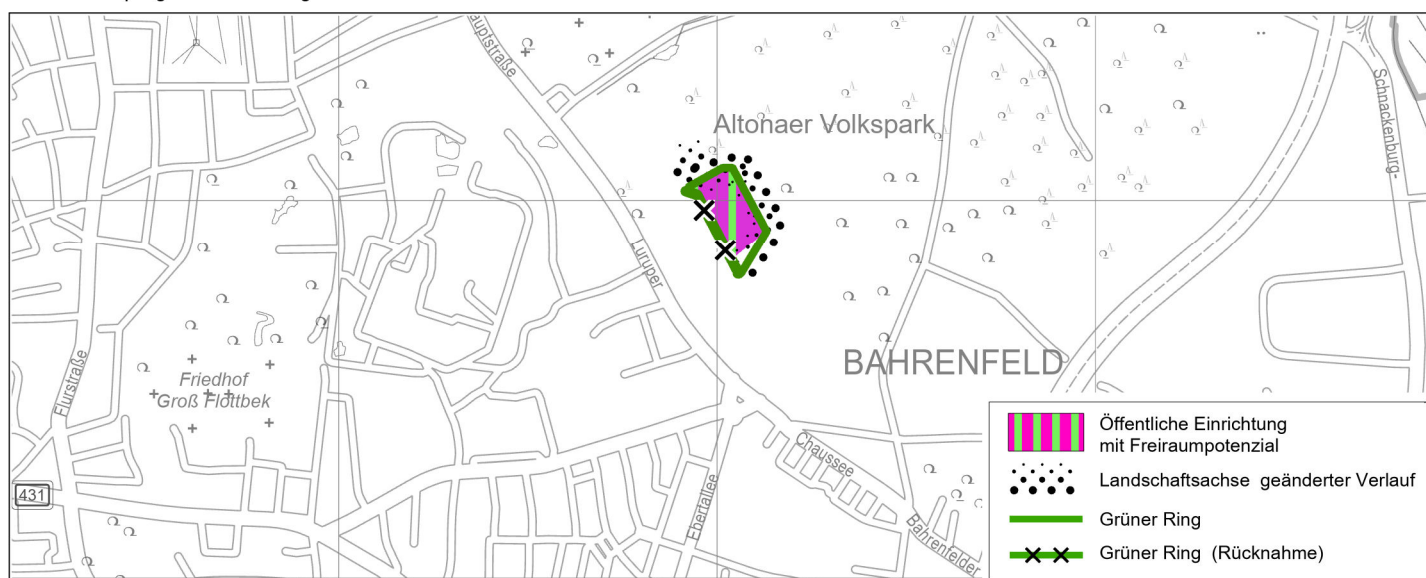 auptstraße
Altonaer Volkspark
Schnackenburg-
Luruper
Flurstraße
Friedhof
Groß Flottbek
BAHRENFELD
431
Ebertallee
Chaussee
Bahrenfelder
Öffentliche Einrichtung
mit Freiraumpotenzial
Landschaftsachse geänderter Verlauf
Grüner Ring
Grüner Ring (Rücknahme)